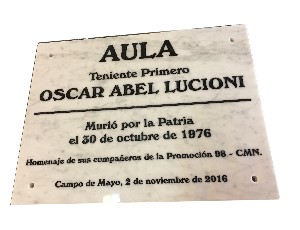 AULA
Teniente Primero
OSCAR ABEL LUCIONI
Murió por la Patria
el 30 de octubre de 1976
Homenaje de sus compañeros de la Promoción 98 - CMN.
Campo de Mayo, 2 de noviembre de 2016